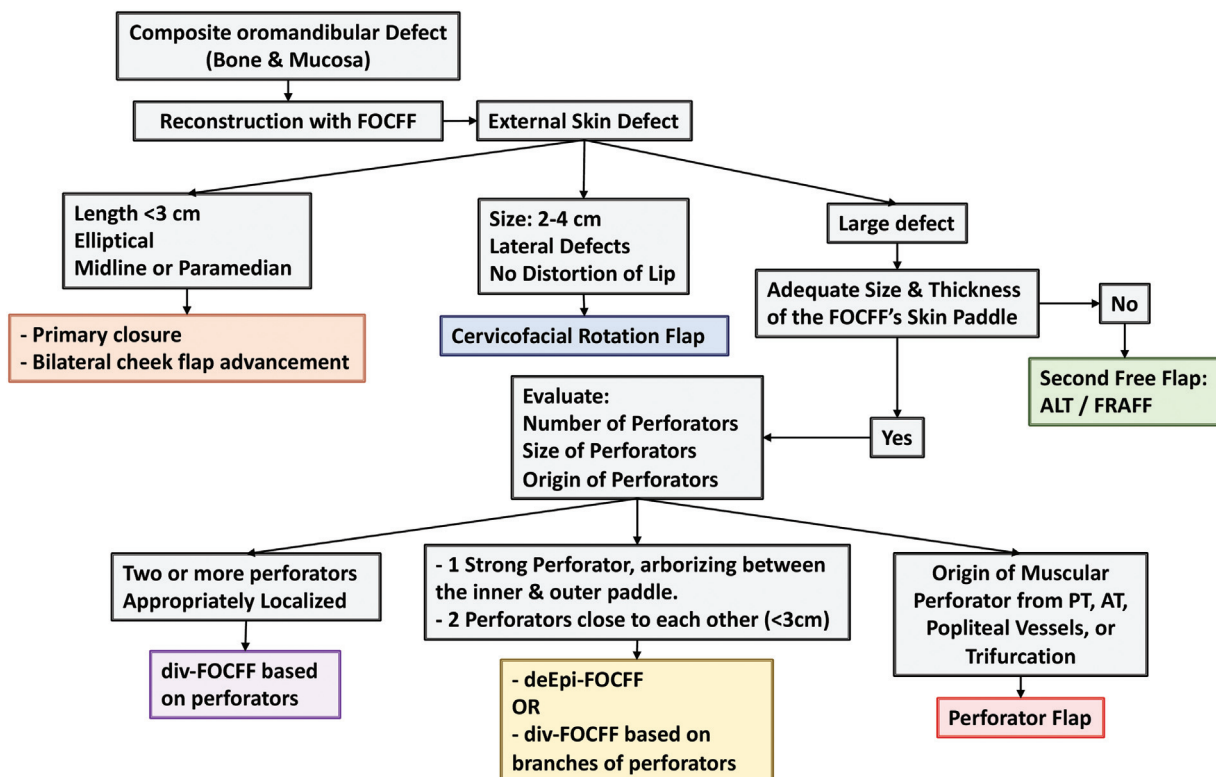 Composite oromandibular Defect
(Bone & Mucosa)
Reconstruction with FOCFF
External Skin Defect
Length <3 cm
Elliptical
Midline or Paramedian
Size: 2-4 cm
Lateral Defects
No Distortion of Lip
Large defect
- Primary closure
- Bilateral cheek flap advancement
Cervicofacial Rotation Flap
Adequate Size & Thickness
of the FOCFF's Skin Paddle
No
Second Free Flap:
ALT / FRAFF
Yes
Evaluate:
Number of Perforators
Size of Perforators
Origin of Perforators
Two or more perforators
Appropriately Localized
- 1 Strong Perforator, arborizing between
the inner & outer paddle.
- 2 Perforators close to each other (<3cm)
Origin of Muscular
Perforator from PT, AT,
Popliteal Vessels, or
Trifurcation
div-FOCFF based
on perforators
- deEpi-FOCFF
OR
- div-FOCFF based on
branches of perforators
Perforator Flap